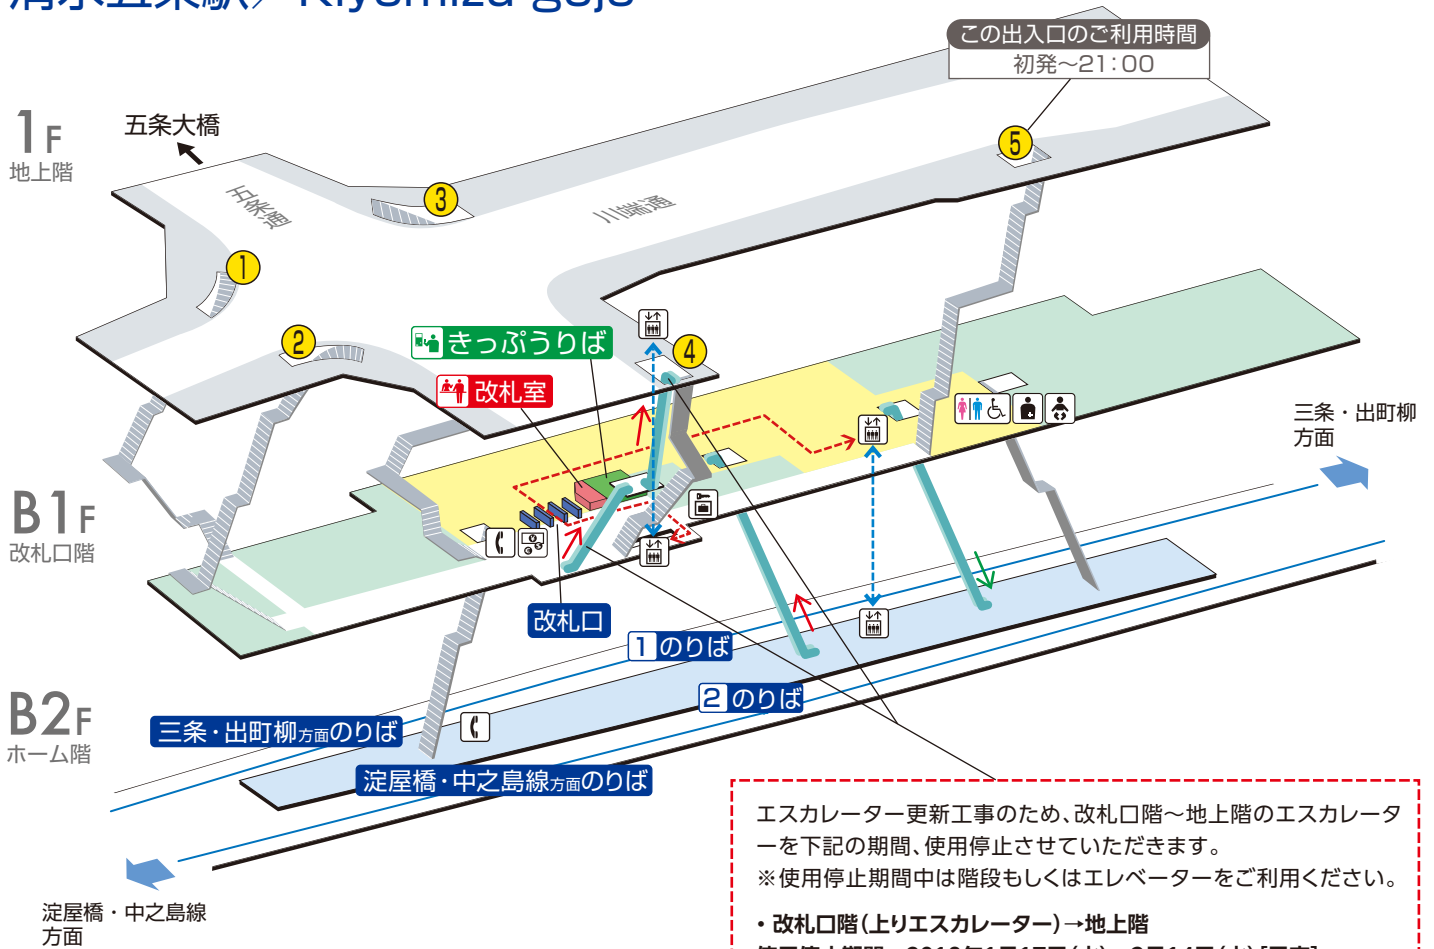 清水五条駅／Kiyomizu-gojo
この出入口のご利用時間
初発～21：00
1F
地上階
五条大橋
五条通
川端通
1
2
3
4
5
きっぷうりば
改札室
三条・出町柳
方面
B1F
改札口階
改札口
1 のりば
2 のりば
B2F
ホーム階
三条・出町柳方面のりば
淀屋橋・中之島線方面のりば
淀屋橋・中之島線
方面
エスカレーター更新工事のため、改札口階～地上階のエスカレータ
ーを下記の期間、使用停止させていただきます。
※使用停止期間中は階段もしくはエレベーターをご利用ください。
・改札口階（上りエスカレーター）→地上階